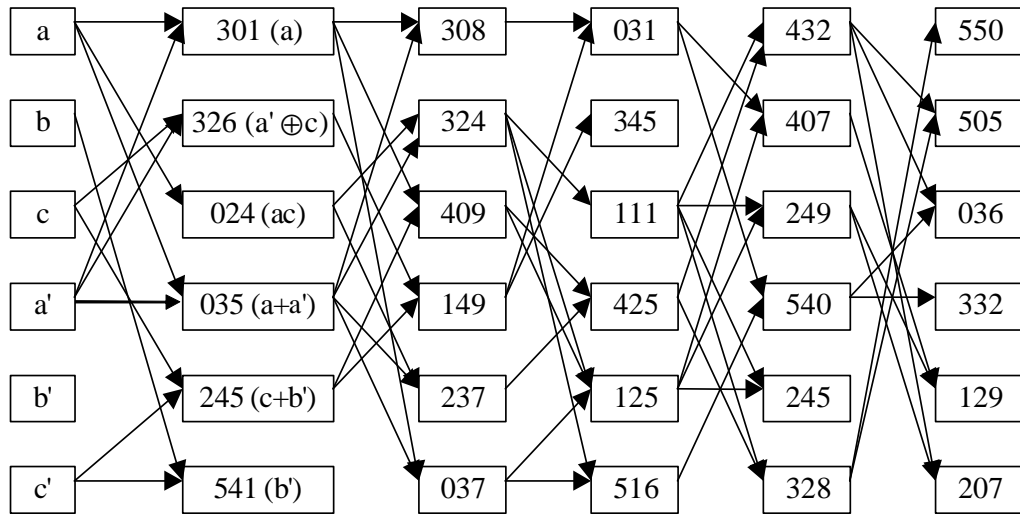 a 301 (a) 308 031 432 550
b 326 (a' ⊕c) 324 345 407 505
c 024 (ac) 409 111 249 036
a' 035 (a+a') 149 425 540 332
b' 245 (c+b') 237 125 245 129
c' 541 (b') 037 516 328 207